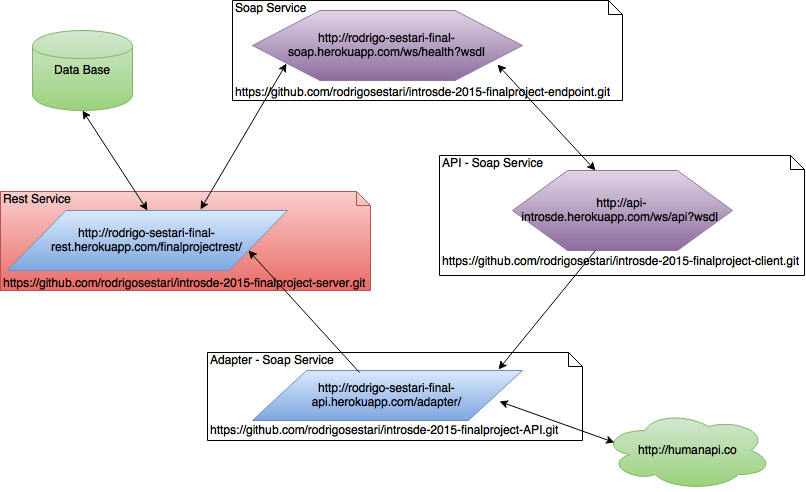 Soap Service
http://rodrigo-sestari-final-
soap.herokuapp.com/ws/health?wsdl
https://github.com/rodrigosestari/introsde-2015-finalproject-endpoint.git
Data Base
API - Soap Service
http://api-
introsde.herokuapp.com/ws/api?wsdl
https://github.com/rodrigosestari/introsde-2015-finalproject-client.git
Rest Service
http://rodrigo-sestari-final-
rest.herokuapp.com/finalprojectrest/
https://github.com/rodrigosestari/introsde-2015-finalproject-server.git
Adapter - Soap Service
http://rodrigo-sestari-final-
api.herokuapp.com/adapter/
https://github.com/rodrigosestari/introsde-2015-finalproject-API.git
http://humanapi.co